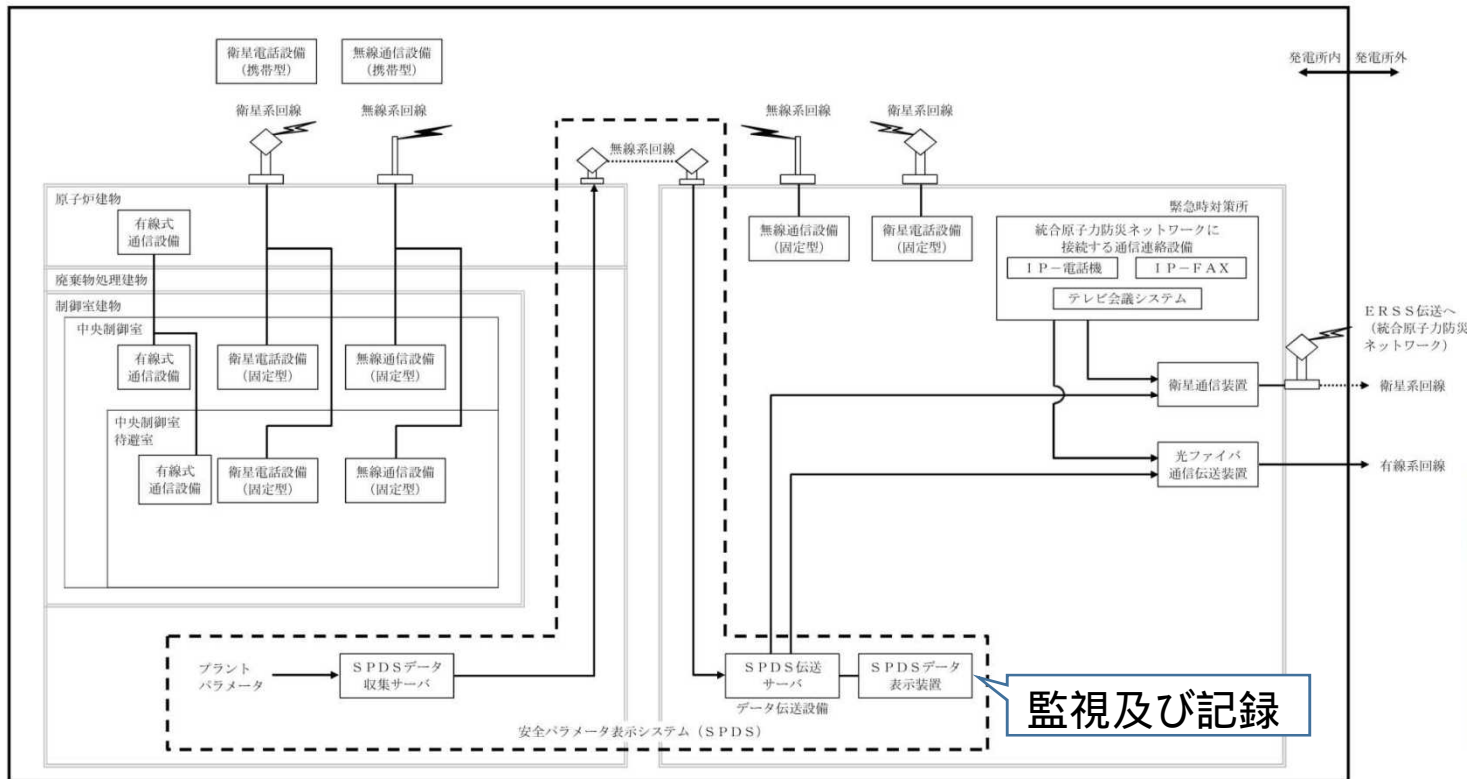 衛星電話設備
（携帯型）
無線通信設備
（携帯型）
発電所内
発電所外
衛星系回線
無線系回線
無線系回線
無線系回線
衛星系回線
原子炉建物
有線式
通信設備
廃棄物処理建物
制御室建物
中央制御室
有線式
通信設備
衛星電話設備
（固定型）
無線通信設備
（固定型）
中央制御室
待避室
有線式
通信設備
衛星電話設備
（固定型）
無線通信設備
（固定型）
無線通信設備
（固定型）
衛星電話設備
（固定型）
緊急時対策所
統合原子力防災ネットワークに
接続する通信連絡設備
ＩＰ－電話機
ＩＰ－ＦＡＸ
テレビ会議システム
ＥＲＳＳ伝送へ
（統合原子力防災
ネットワーク）
衛星通信装置
衛星系回線
光ファイバ
通信伝送装置
有線系回線
プラント
パラメータ
ＳＰＤＳデータ
収集サーバ
ＳＰＤＳ伝送
サーバ
データ伝送設備
ＳＰＤＳデータ
表示装置
監視及び記録
安全パラメータ表示システム（ＳＰＤＳ）